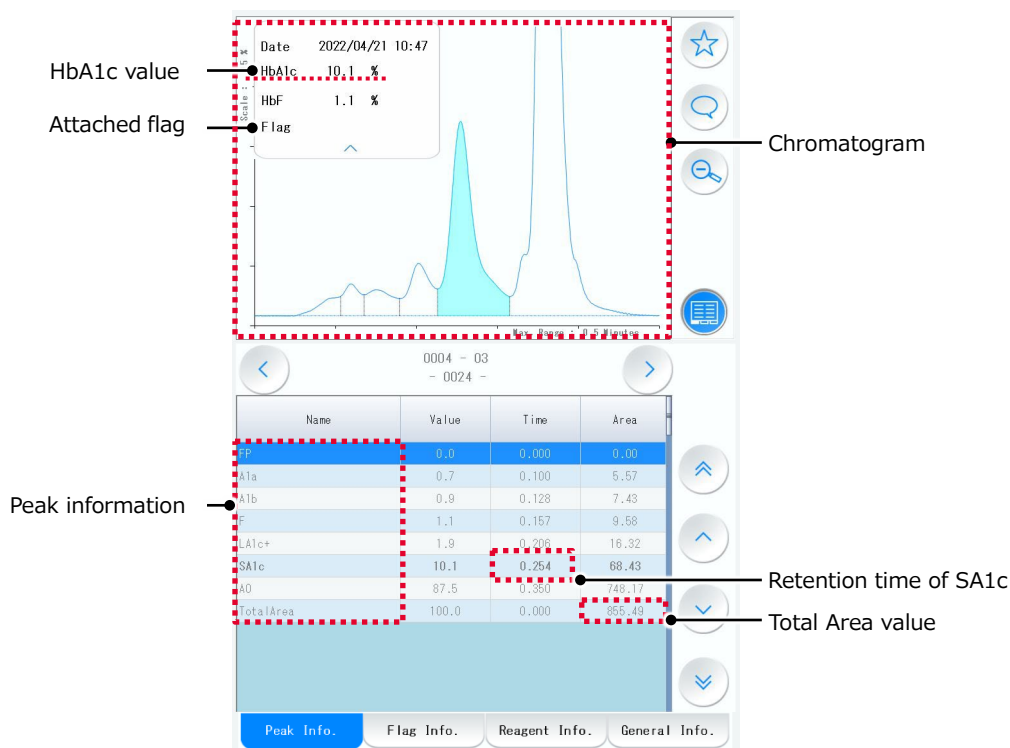 Date 2022/04/21 10:47
HbA1c value
HbA1c 10.1 %
HbF 1.1 %
Attached flag
Flag
Chromatogram
Max. Range : 0.5 Minutes
0004 - 03
- 0024 -
Name Value Time Area
FP 0.0 0.000 0.00
A1a 0.7 0.100 5.57
A1b 0.9 0.128 7.43
Peak information
F 1.1 0.157 9.58
LA1c+ 1.9 0.206 16.32
SA1c 10.1 0.254 68.43
Retention time of SA1c
A0 87.5 0.350 748.17
TotalArea 100.0 0.000 855.49
Total Area value
Peak Info. Flag Info. Reagent Info. General Info.